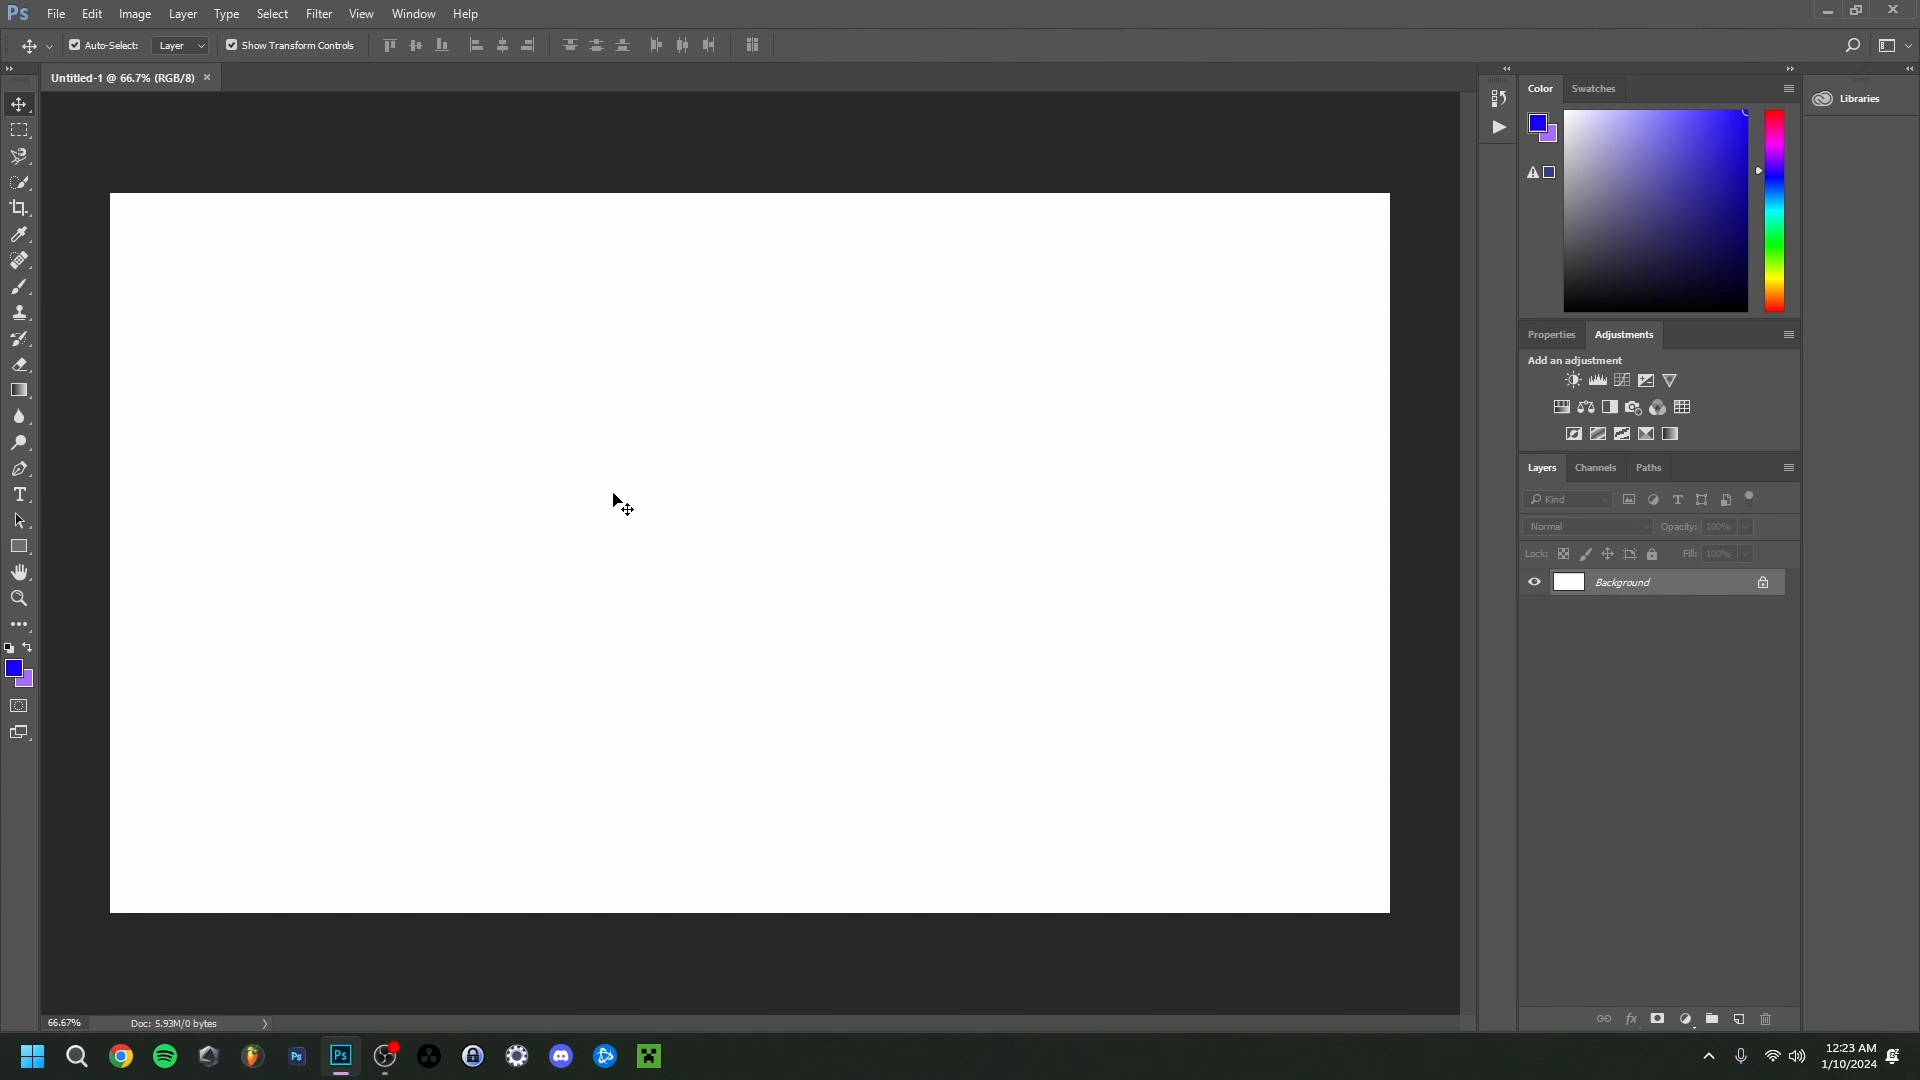 Ps File Edit Image Layer Type Select Filter View Window Help
Auto-Select: Layer Show Transform Controls
Untitled-1 @ 66.7% (RGB/8)
Color Swatches
Libraries
Properties Adjustments
Add an adjustment
Layers Channels Paths
Kind
Normal Opacity: 100%
Lock: Fill: 100%
Background
66.67% Doc: 5.93M/0 bytes
Ps
Ps
12:23 AM
1/10/2024